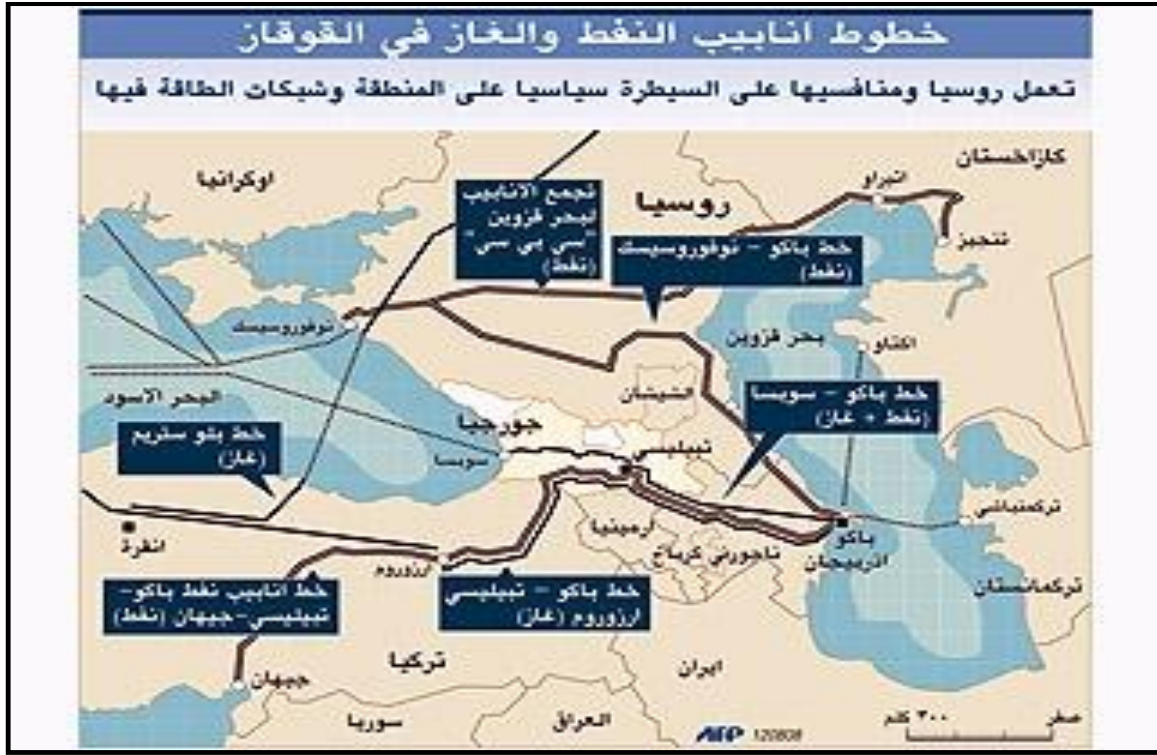 خطوط انابيب النفط والغاز في القوقاز
تعمل روسيا ومنافسيها على السيطرة سياسيا على المنطقة وشبكات الطاقة فيها
كازاخستان
اوكرانيا
اتيراو
روسيا
تجمع الانابيب
لبحر قزوين
"سي بي سي"
(نفط)
خط باكو - نوفوروسيسك
(نفط)
تنجيز
نوفوروسيسك
بحر قزوين
اكتاو
الشيشان
خط باكو - سوبسا
(نفط + غاز)
البحر الاسود
جورجيا
تبيليسي
خط بلو ستريم
(غاز)
سوبسا
تركمنباشي
انقرة
ارمينيا
ناجورني كرباخ
باكو
اذربيجان
ارزوروم
تركمانستان
خط انابيب نفط باكو-
تبيليسي-جيهان (نفط)
خط باكو - تبيليسي
ارزوروم (غاز)
تركيا
ايران
جيهان
سوريا
العراق
AFP 120808
٣٠٠ كلم
صفر